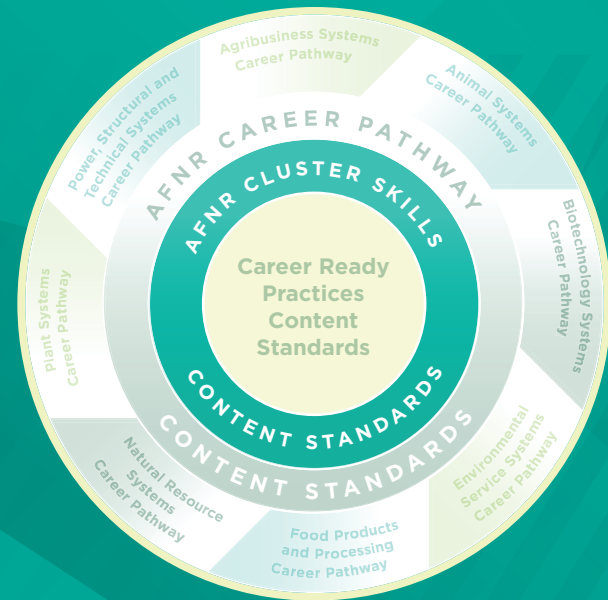 Agribusiness Systems
Career Pathway
Animal Systems
Career Pathway
Biotechnology Systems
Career Pathway
Environmental
Service Systems
Career Pathway
Food Products
and Processing
Career Pathway
Natural Resource
Systems
Career Pathway
Plant Systems
Career Pathway
Power, Structural and
Technical Systems
Career Pathway
AFNR CAREER PATHWAY
CONTENT STANDARDS
AFNR CLUSTER SKILLS
CONTENT STANDARDS
Career Ready
Practices
Content
Standards